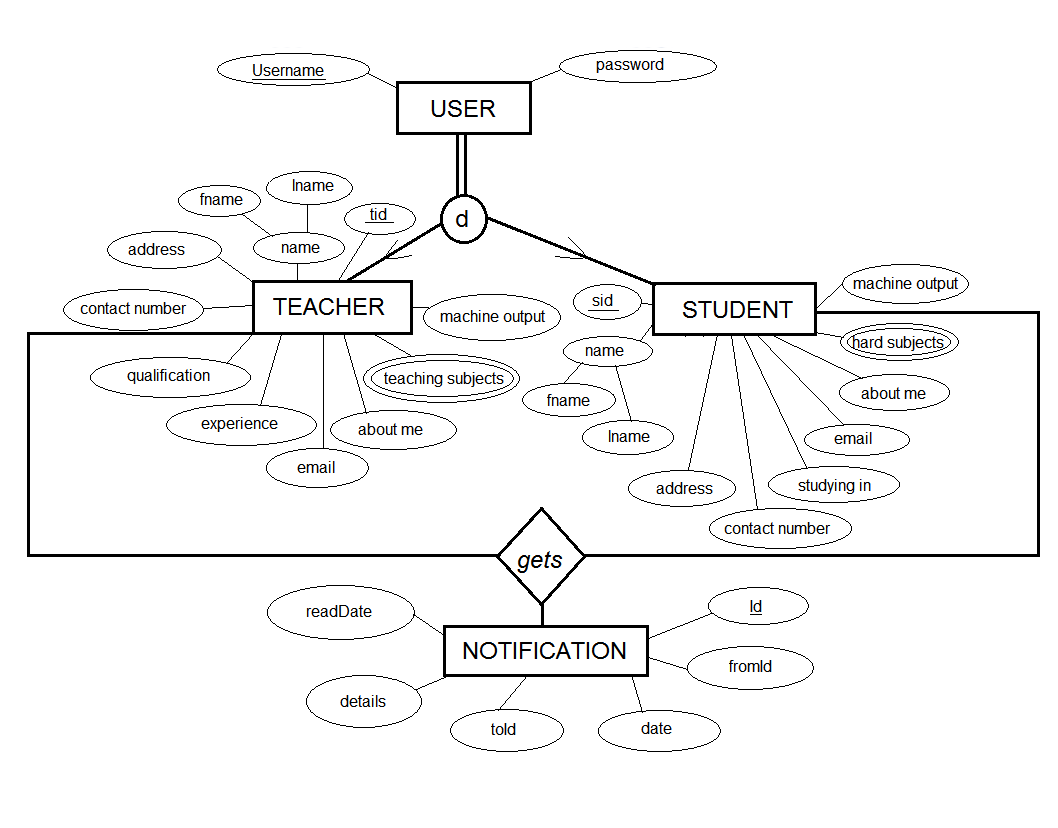 Username
password
USER
lname
fname
tid
d
name
address
contact number
TEACHER
machine output
qualification
teaching subjects
experience
about me
email
machine output
sid
STUDENT
hard subjects
name
about me
fname
lname
email
address
studying in
contact number
gets
readDate
Id
NOTIFICATION
fromId
details
toId
date